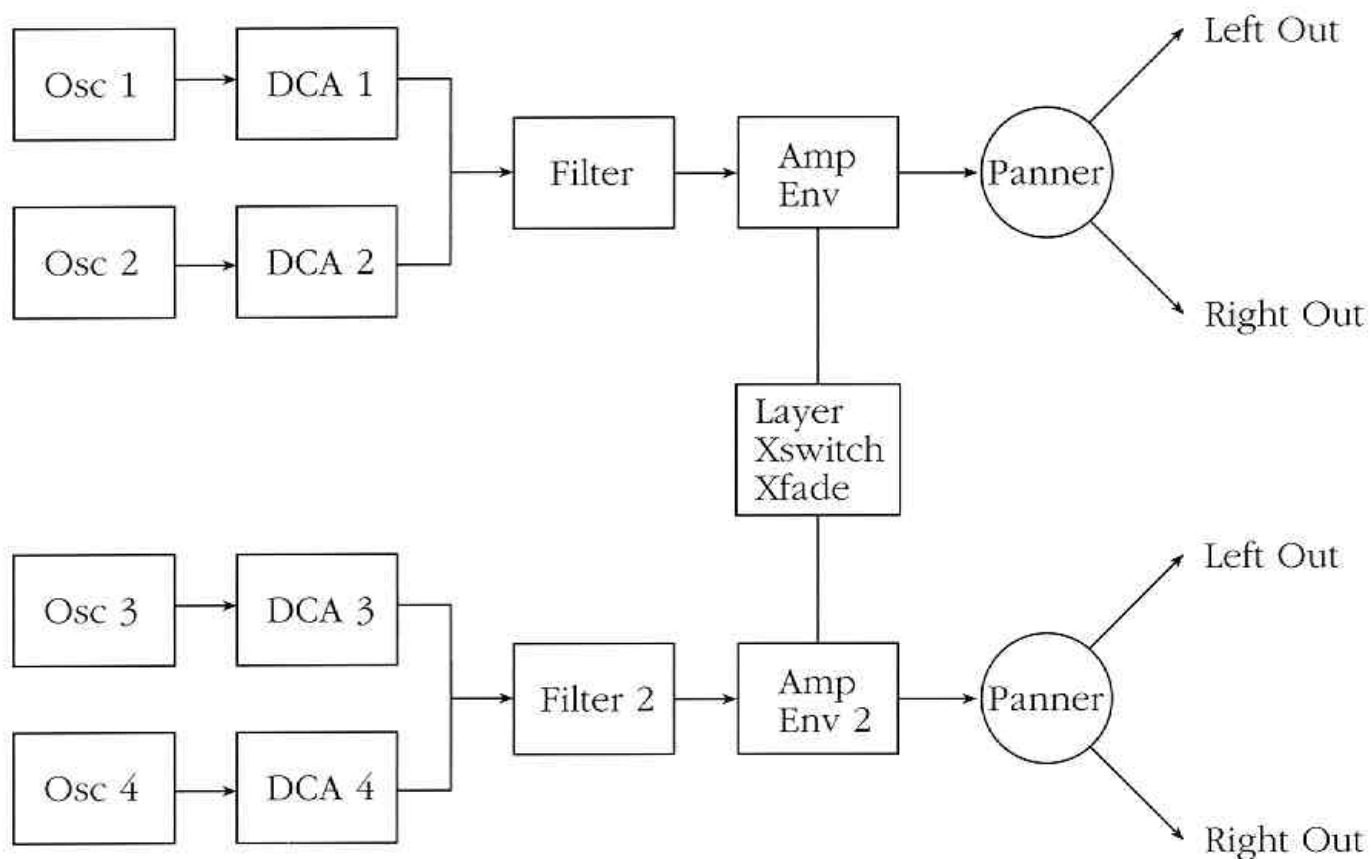 Left Out
Osc 1
DCA 1
Filter
Amp
Env
Panner
Osc 2
DCA 2
Right Out
Layer
Xswitch
Xfade
Left Out
Osc 3
DCA 3
Filter 2
Amp
Env 2
Panner
Osc 4
DCA 4
Right Out